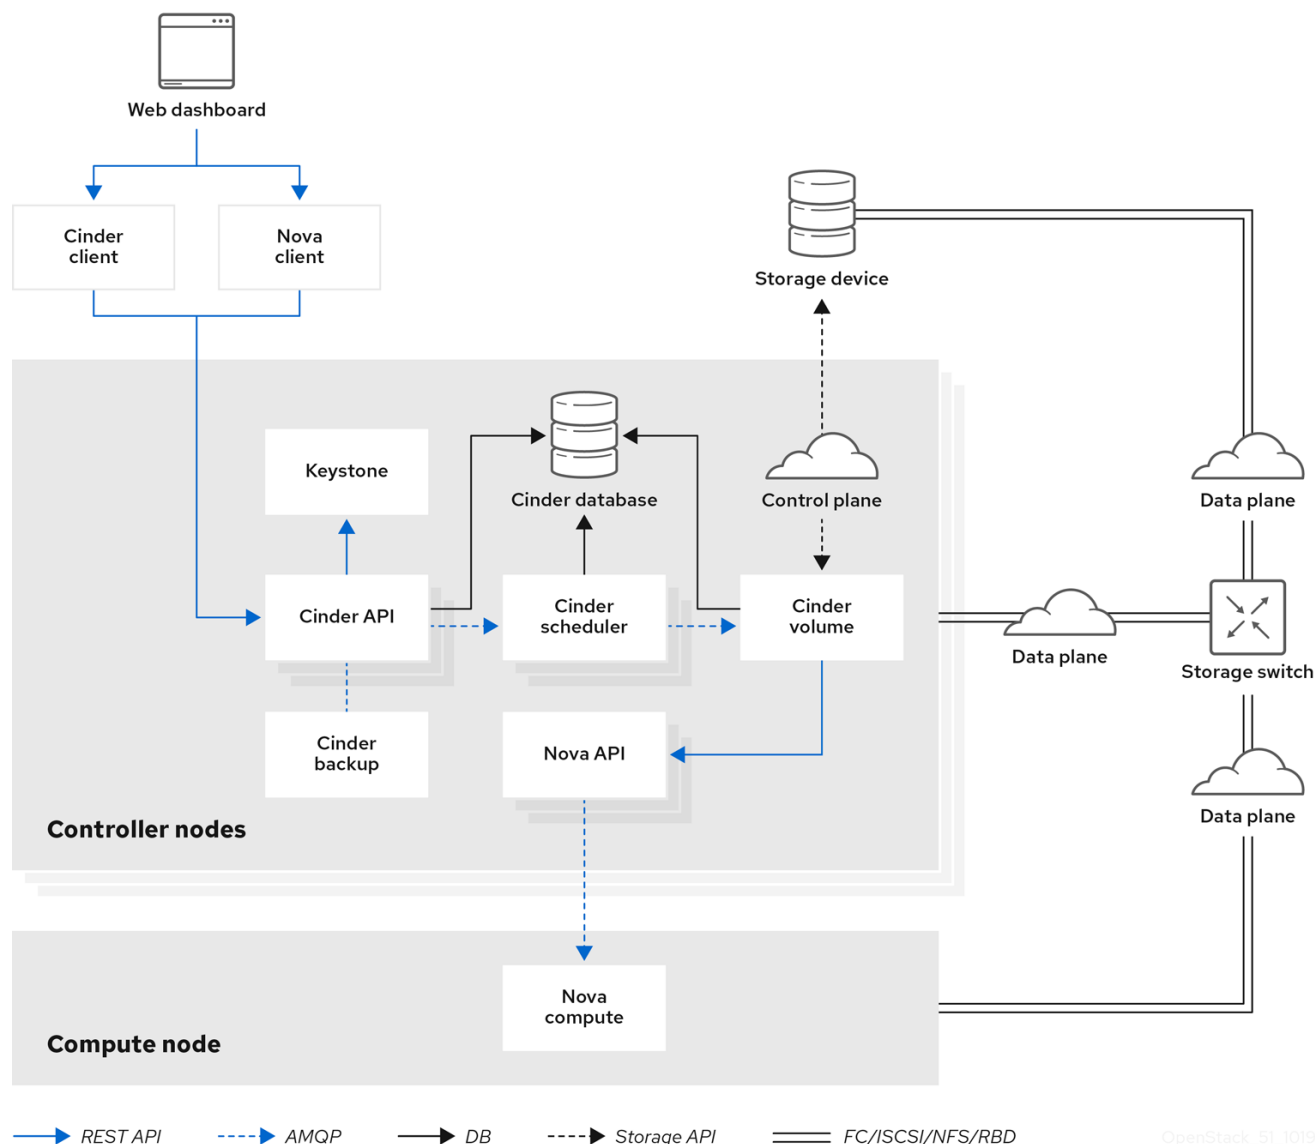 Web dashboard
Cinder
client
Nova
client
Storage device
Keystone
Cinder database
Control plane
Data plane
Cinder API
Cinder
scheduler
Cinder
volume
Data plane
Storage switch
Cinder
backup
Nova API
Data plane
Controller nodes
Nova
compute
Compute node
REST API
AMQP
DB
Storage API
FC/ISCSI/NFS/RBD